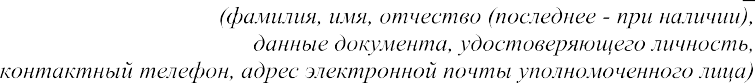 (фамилия, имя, отчество (последнее - при наличии),
данные документа, удостоверяющего личность,
контактный телефон, адрес электронной почты уполномоченного лица)